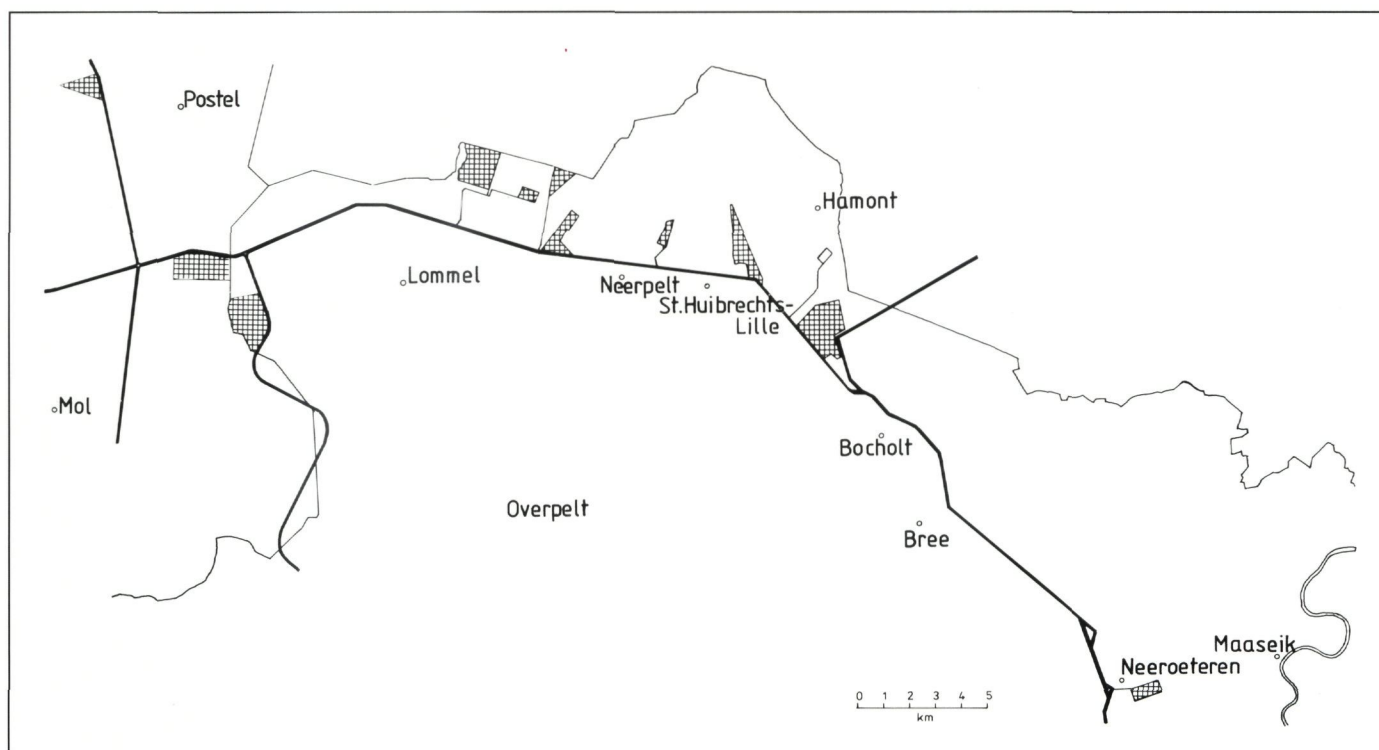 Postel
Hamont
Lommel
Neerpelt
St.Huibrechts-
Lille
Mol
Bocholt
Overpelt
Bree
Maaseik
Neeroeteren
0 1 2 3 4 5
km